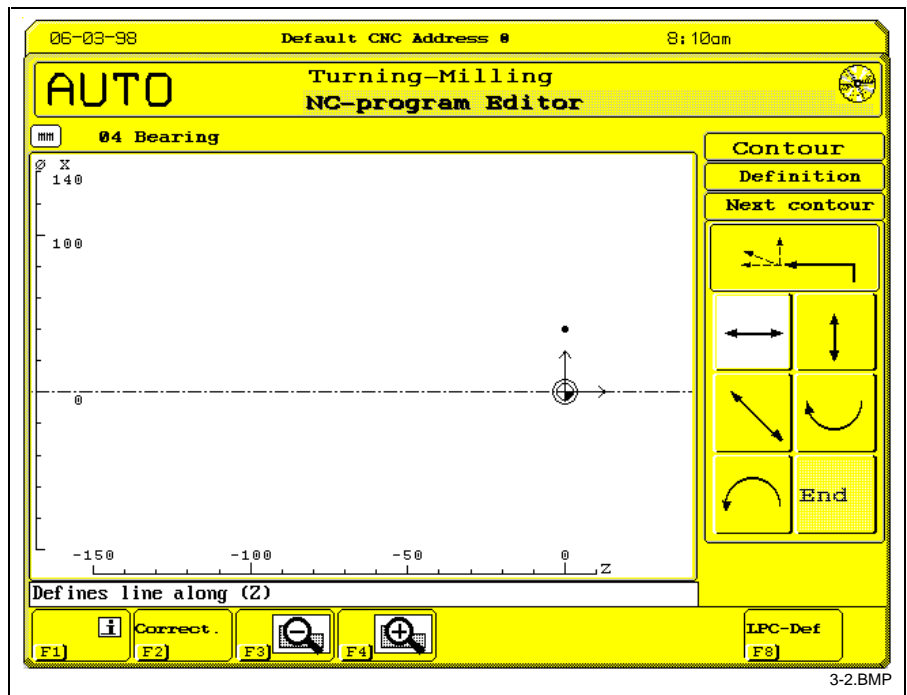 06-03-98 Default CNC Address 0 8:10am
AUTO
Turning-Milling
NC-program Editor
mm 04 Bearing
Contour
Definition
Next contour
Ø X
140
100
0
-150 -100 -50 0
Z
End
Defines line along (Z)
i
F1
Correct.
F2
F3
F4
LPC-Def
F8
3-2.BMP